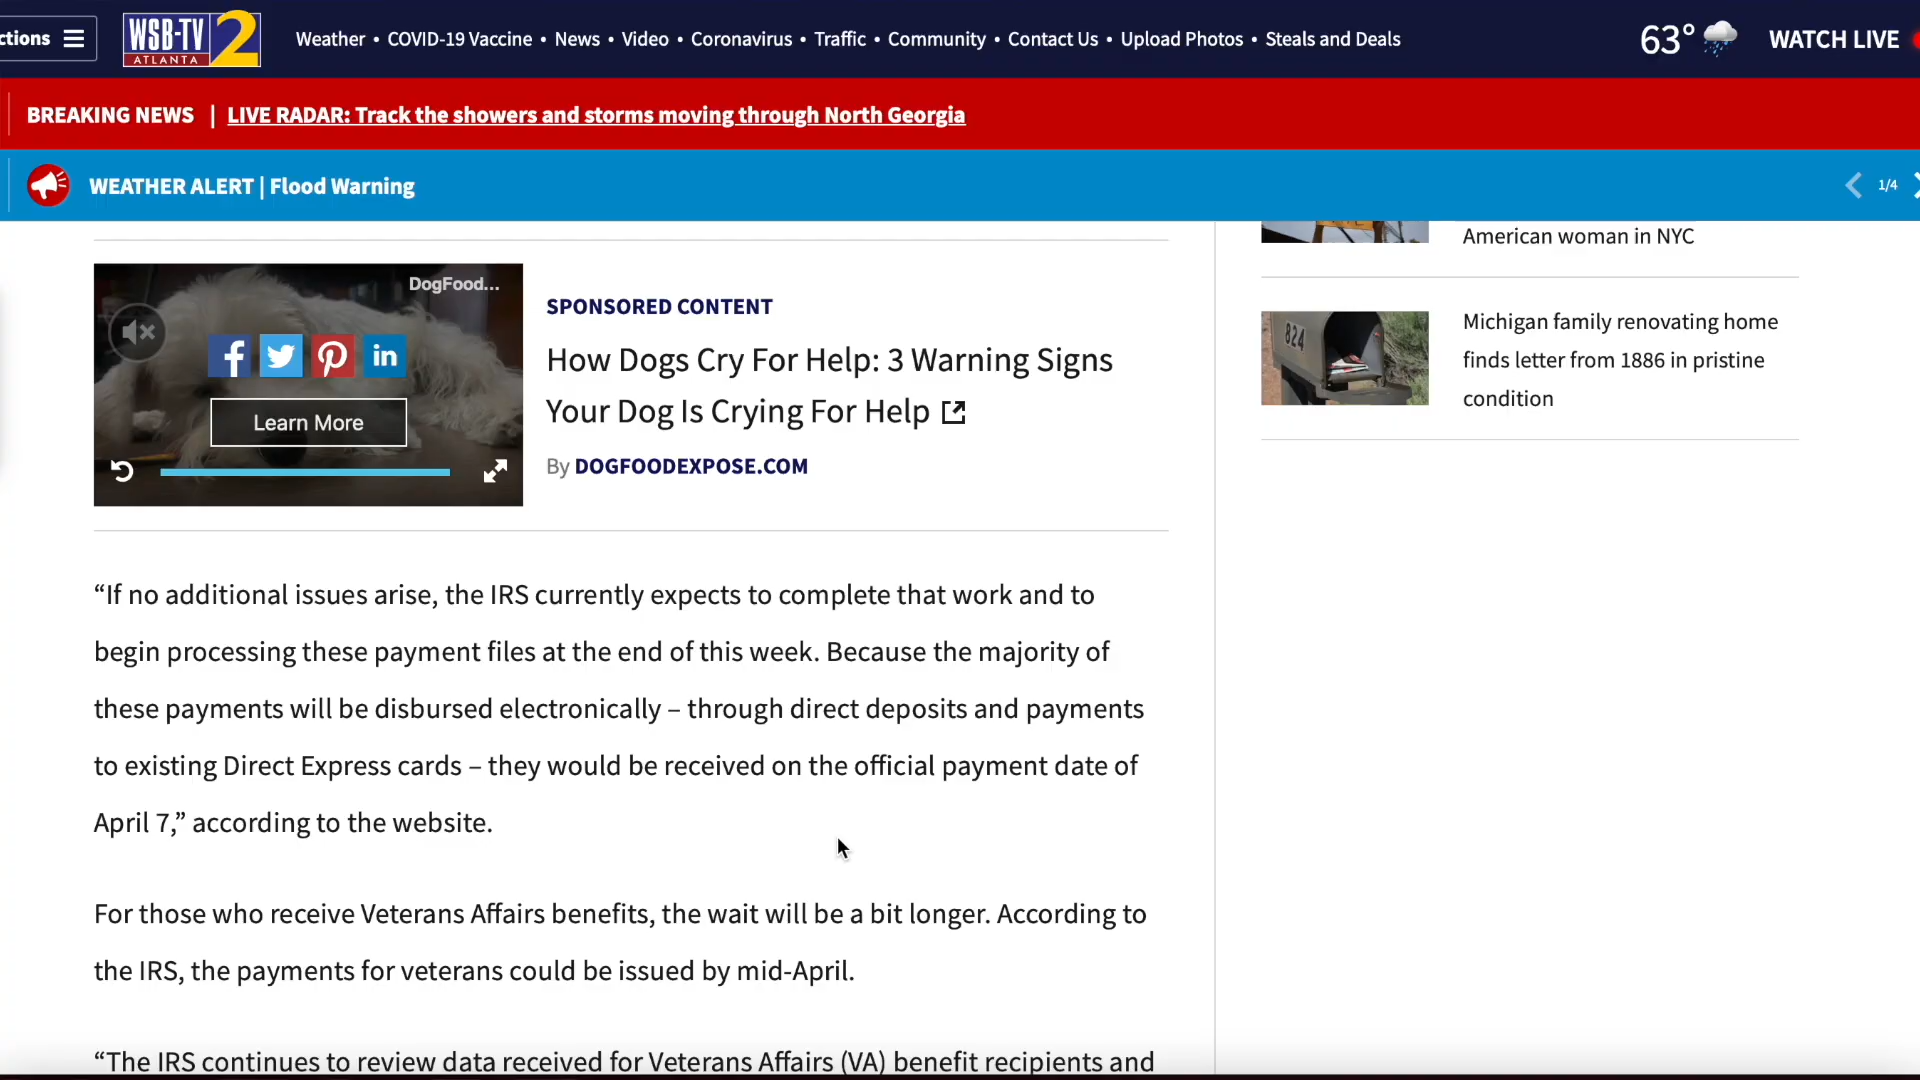 ctions
WSB-TV 2
ATLANTA
Weather • COVID-19 Vaccine • News • Video • Coronavirus • Traffic • Community • Contact Us • Upload Photos • Steals and Deals
63°
WATCH LIVE
BREAKING NEWS | LIVE RADAR: Track the showers and storms moving through North Georgia
WEATHER ALERT | Flood Warning
1/4
DogFood...
Learn More
SPONSORED CONTENT
How Dogs Cry For Help: 3 Warning Signs
Your Dog Is Crying For Help
By DOGFOODEXPOSE.COM
“If no additional issues arise, the IRS currently expects to complete that work and to
begin processing these payment files at the end of this week. Because the majority of
these payments will be disbursed electronically – through direct deposits and payments
to existing Direct Express cards – they would be received on the official payment date of
April 7,” according to the website.
For those who receive Veterans Affairs benefits, the wait will be a bit longer. According to
the IRS, the payments for veterans could be issued by mid-April.
“The IRS continues to review data received for Veterans Affairs (VA) benefit recipients and
American woman in NYC
824
Michigan family renovating home
finds letter from 1886 in pristine
condition